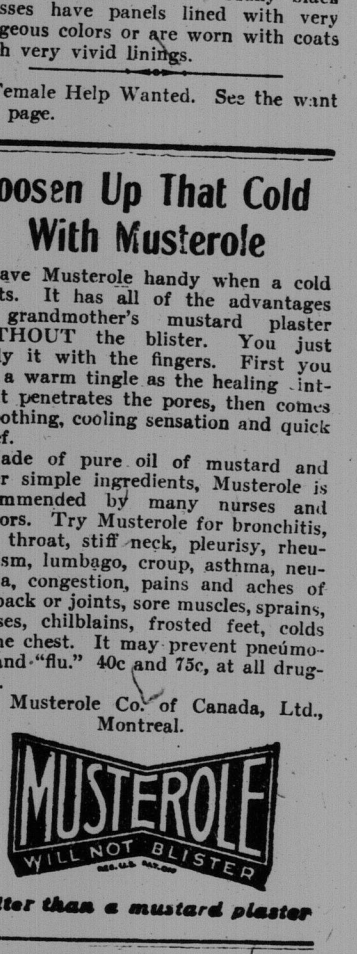 sses have panels lined with very
geous colors or are worn with coats
h very vivid linings.
emale Help Wanted. See the want
page.
oosen Up That Cold
With Musterole
ave Musterole handy when a cold
ts. It has all of the advantages
grandmother's mustard plaster
THOUT the blister. You just
ly it with the fingers. First you
a warm tingle as the healing int-
t penetrates the pores, then comes
othing, cooling sensation and quick
f.
ade of pure oil of mustard and
r simple ingredients, Musterole is
mmended by many nurses and
ors. Try Musterole for bronchitis,
throat, stiff neck, pleurisy, rheu-
sm, lumbago, croup, asthma, neu-
a, congestion, pains and aches of
back or joints, sore muscles, sprains,
ses, chilblains, frosted feet, colds
he chest. It may prevent pneumo-
and "flu." 40c and 75c, at all drug-
Musterole Co. of Canada, Ltd.,
Montreal.
MUSTEROLE
WILL NOT BLISTER
REG. U.S. PAT. OFF
tter than a mustard plaster